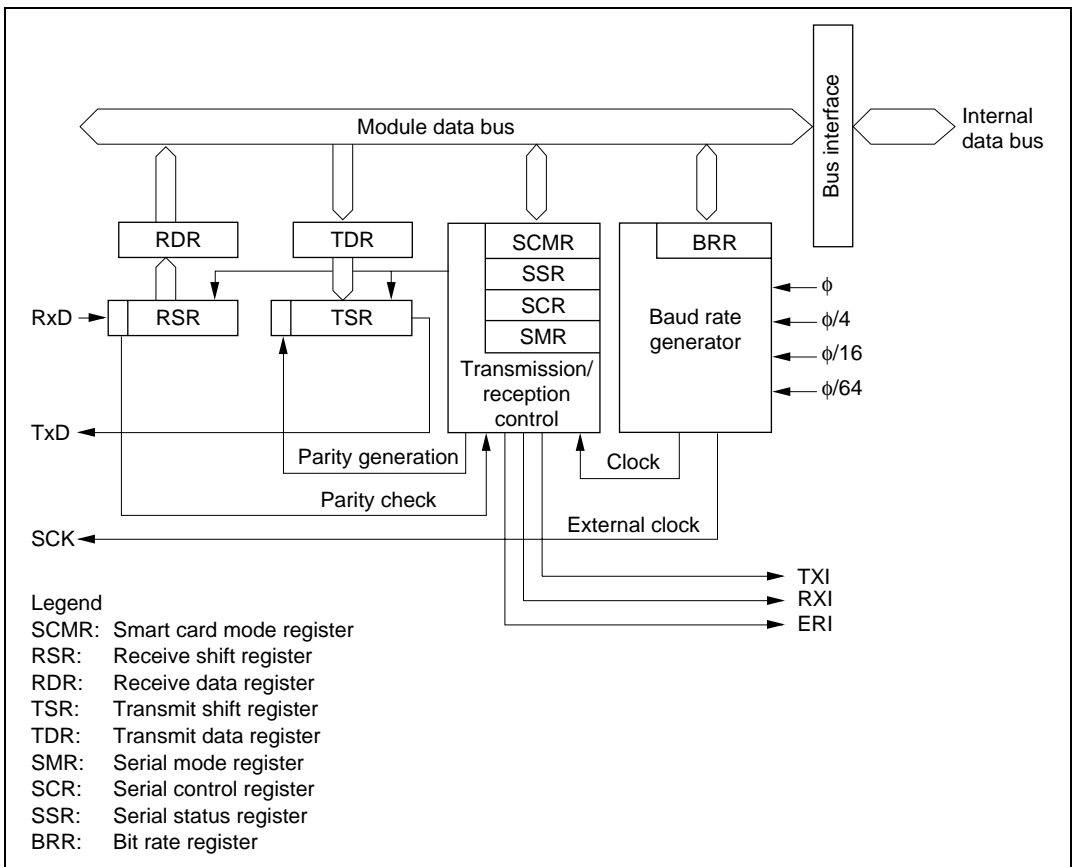 Module data bus
Bus interface
Internal
data bus
RDR
TDR
SCMR
SSR
SCR
SMR
Transmission/
reception
control
BRR
Baud rate
generator
φ
φ/4
φ/16
φ/64
RxD
RSR
TSR
TxD
Parity generation
Clock
Parity check
SCK
External clock
TXI
RXI
ERI
Legend
SCMR: Smart card mode register
RSR: Receive shift register
RDR: Receive data register
TSR: Transmit shift register
TDR: Transmit data register
SMR: Serial mode register
SCR: Serial control register
SSR: Serial status register
BRR: Bit rate register